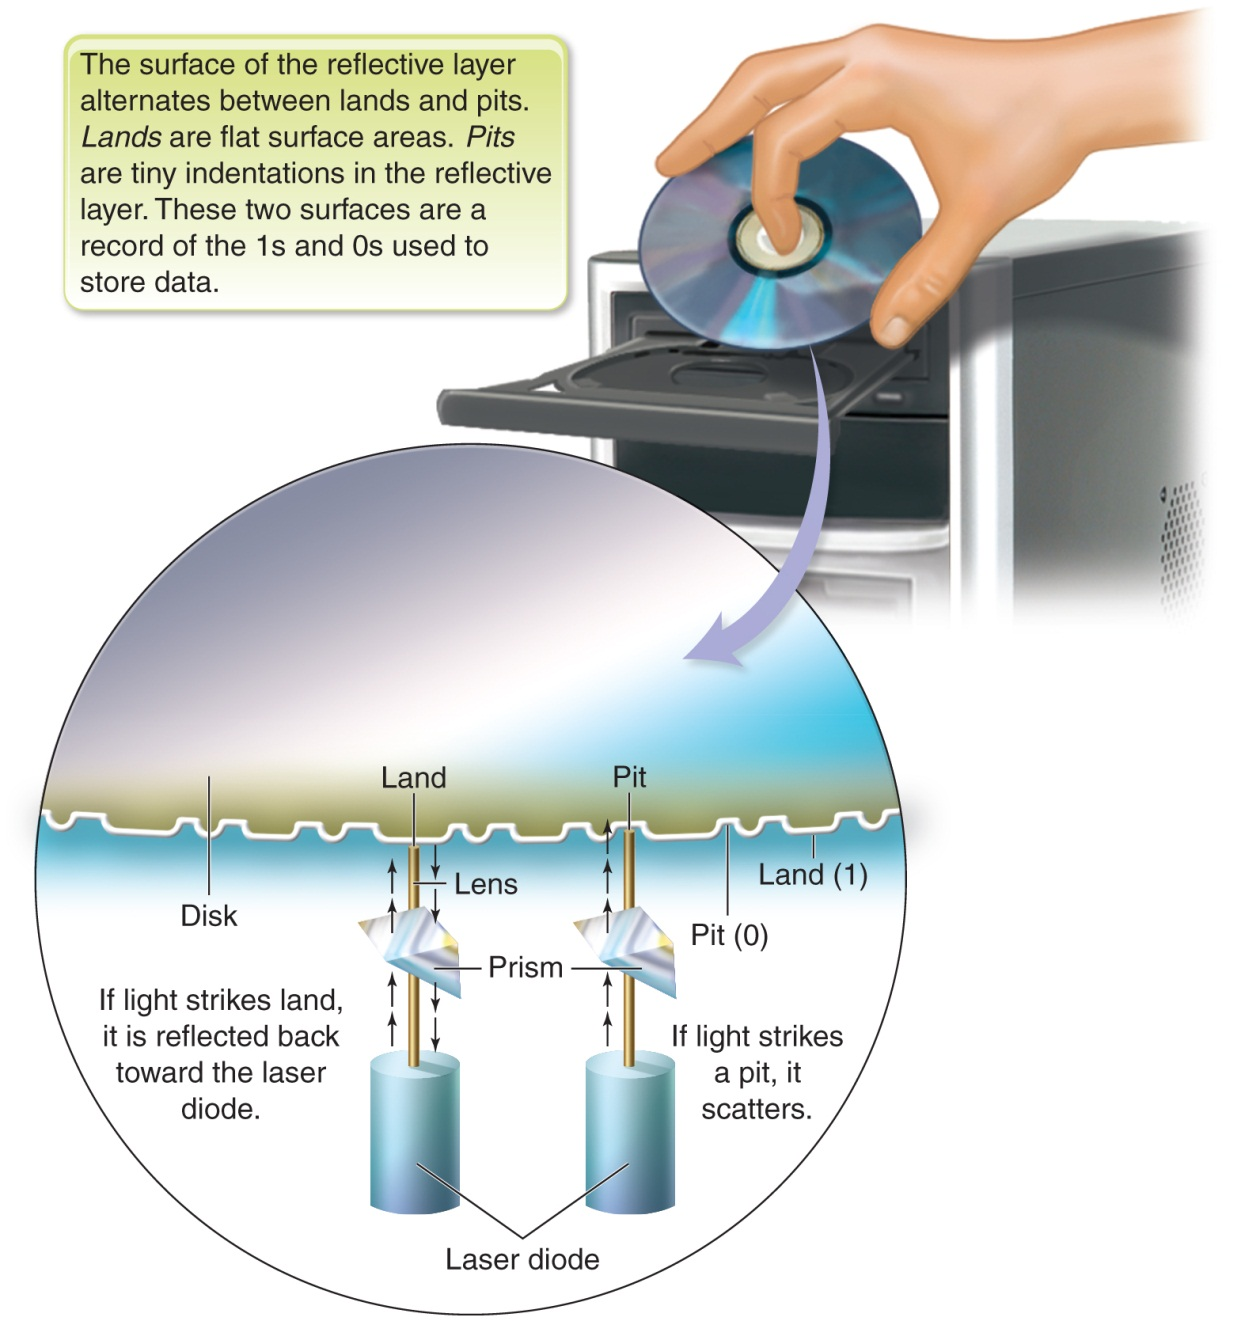 The surface of the reflective layer
alternates between lands and pits.
Lands are flat surface areas. Pits
are tiny indentations in the reflective
layer. These two surfaces are a
record of the 1s and 0s used to
store data.
Land
Pit
Land (1)
Lens
Disk
Pit (0)
Prism
If light strikes land,
it is reflected back
toward the laser
diode.
If light strikes
a pit, it
scatters.
Laser diode